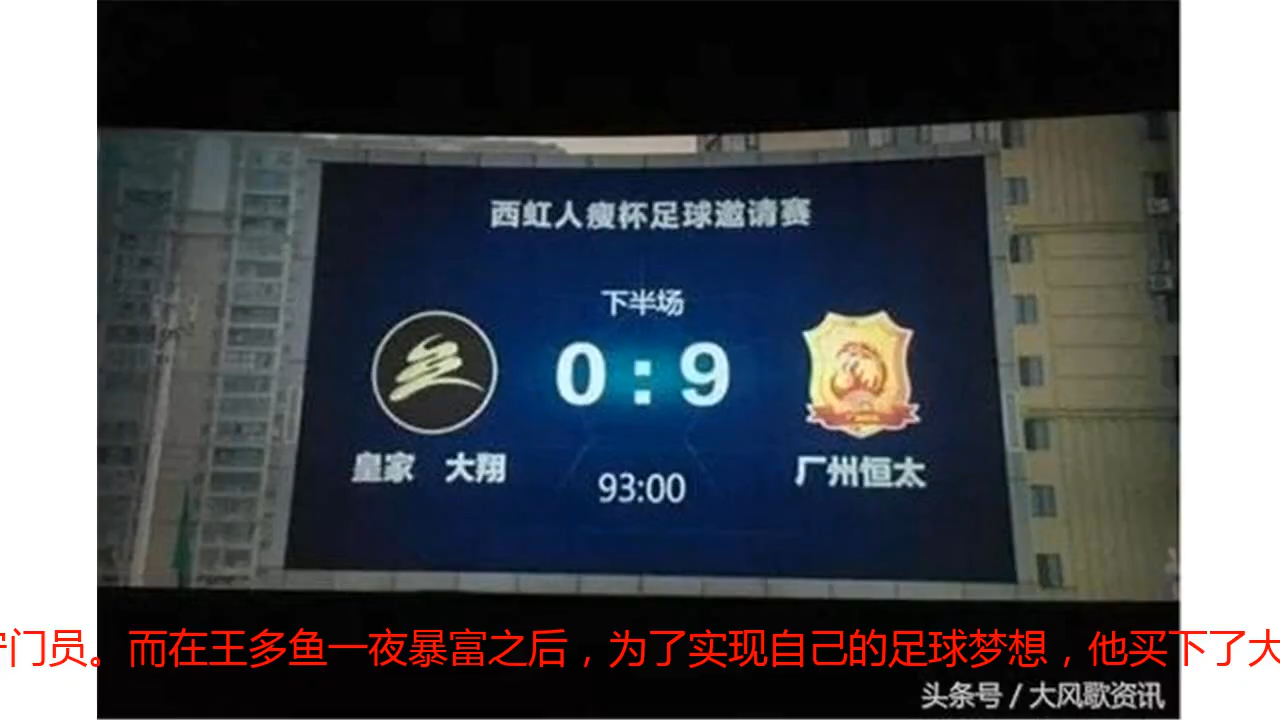 西虹人瘦杯足球邀请赛
下半场
0 : 9
皇家 大翔
厂州恒太
93:00
门员。而在王多鱼一夜暴富之后，为了实现自己的足球梦想，他买下了大
头条号 / 大风歌资讯